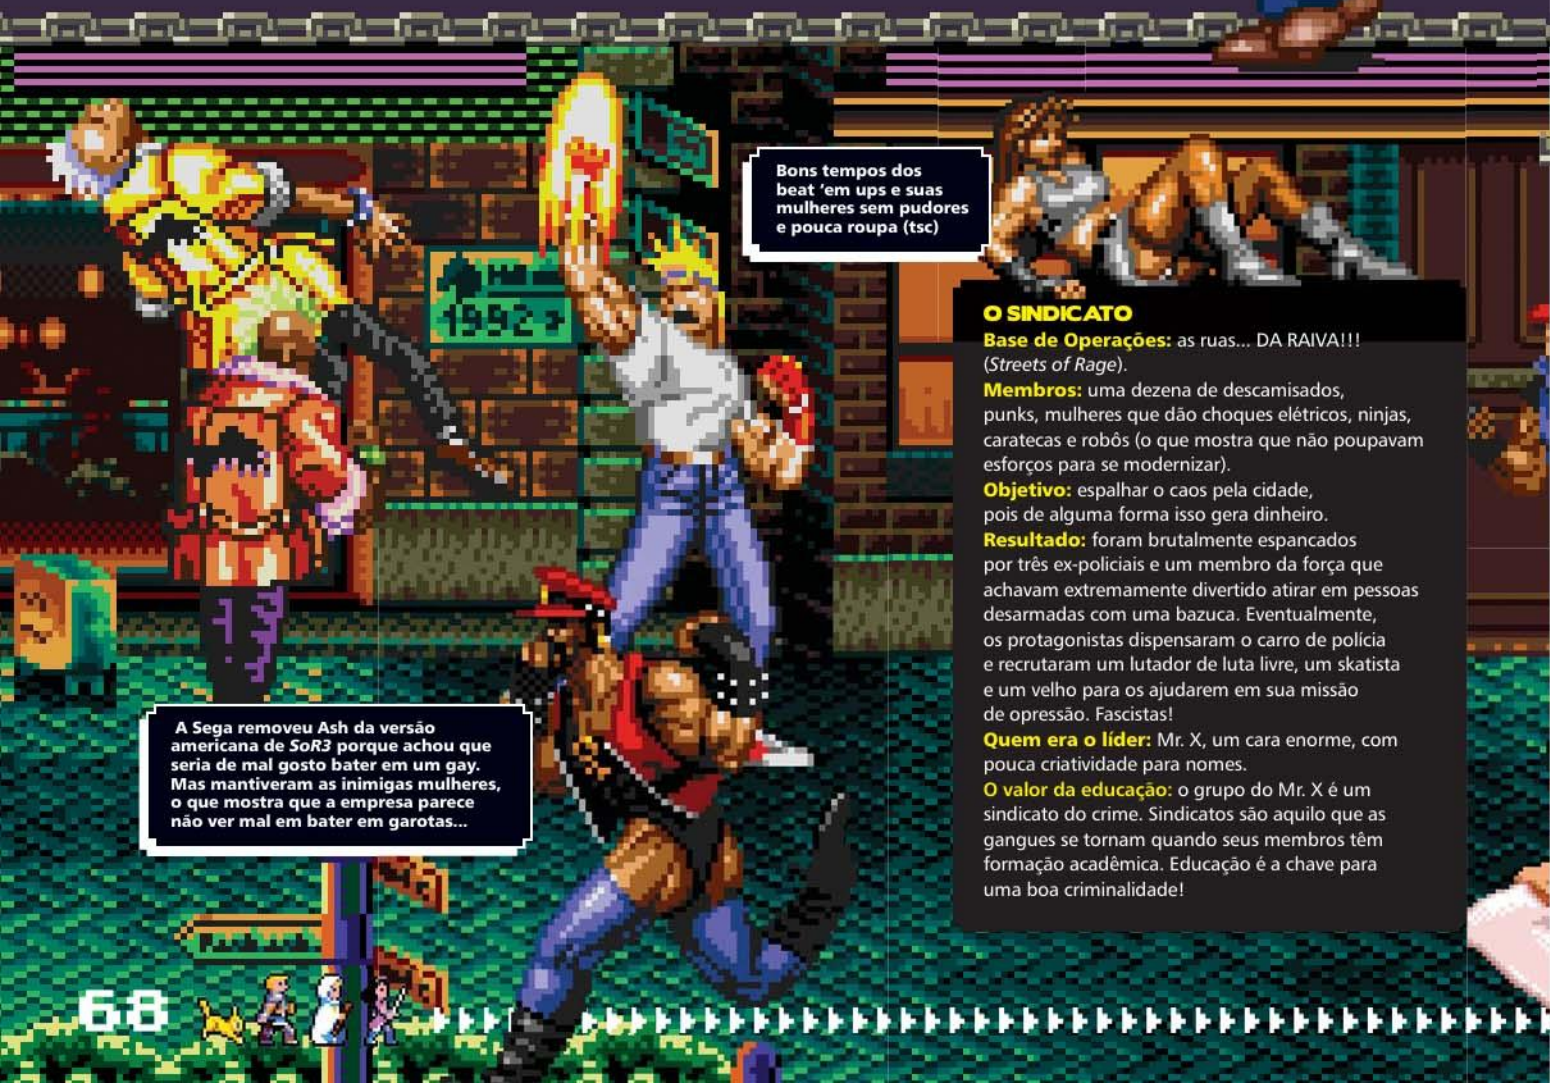 Bons tempos dos
beat 'em ups e suas
mulheres sem pudores
e pouca roupa (tsc)
1992
O SINDICATO
Base de Operações: as ruas... DA RAIVA!!!
(Streets of Rage).
Membros: uma dezena de descamisados,
punks, mulheres que dão choques elétricos, ninjas,
caratecas e robôs (o que mostra que não poupavam
esforços para se modernizar).
Objetivo: espalhar o caos pela cidade,
pois de alguma forma isso gera dinheiro.
Resultado: foram brutalmente espancados
por três ex-policiais e um membro da força que
achavam extremamente divertido atirar em pessoas
desarmadas com uma bazuca. Eventualmente,
os protagonistas dispensaram o carro de polícia
e recrutaram um lutador de luta livre, um skatista
e um velho para os ajudarem em sua missão
de opressão. Fascistas!
Quem era o líder: Mr. X, um cara enorme, com
pouca criatividade para nomes.
O valor da educação: o grupo do Mr. X é um
sindicato do crime. Sindicatos são aquilo que as
gangues se tornam quando seus membros têm
formação acadêmica. Educação é a chave para
uma boa criminalidade!
A Sega removeu Ash da versão
americana de SoR3 porque achou que
seria de mal gosto bater em um gay.
Mas mantiveram as inimigas mulheres,
o que mostra que a empresa parece
não ver mal em bater em garotas...
68